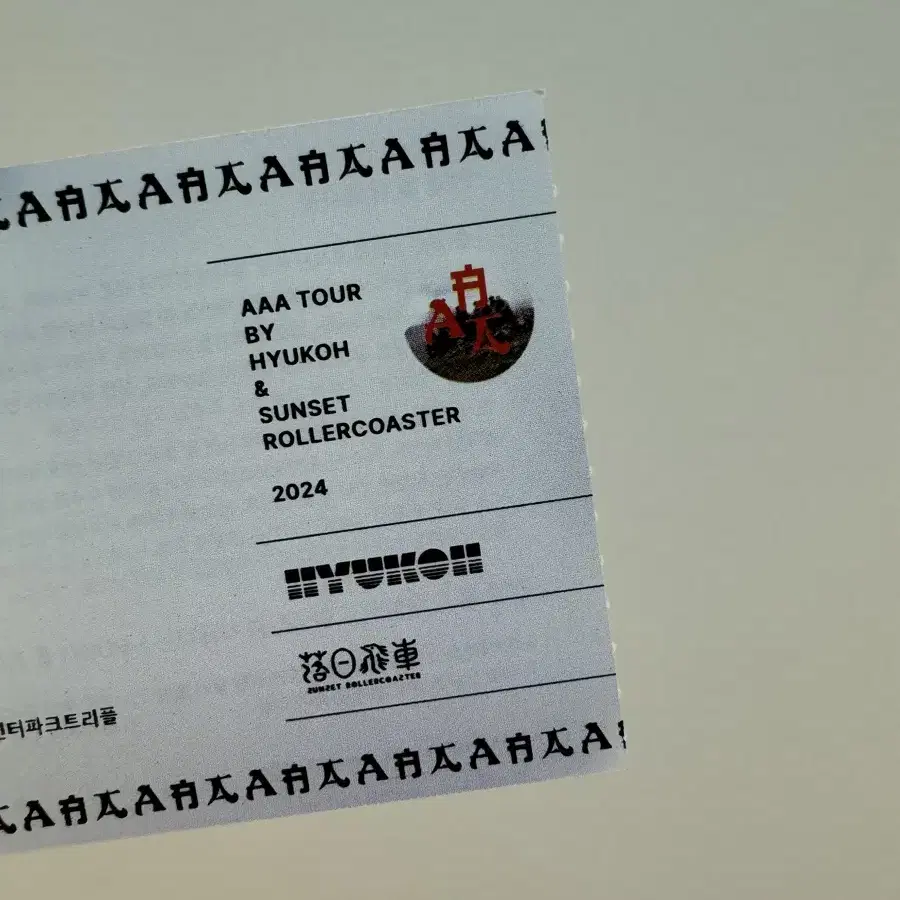 AAA TOUR
BY
HYUKOH
&
SUNSET
ROLLERCOASTER
2024
HYUKOH
落日飛車
SUNSET ROLLERCOASTER
터파크트리플